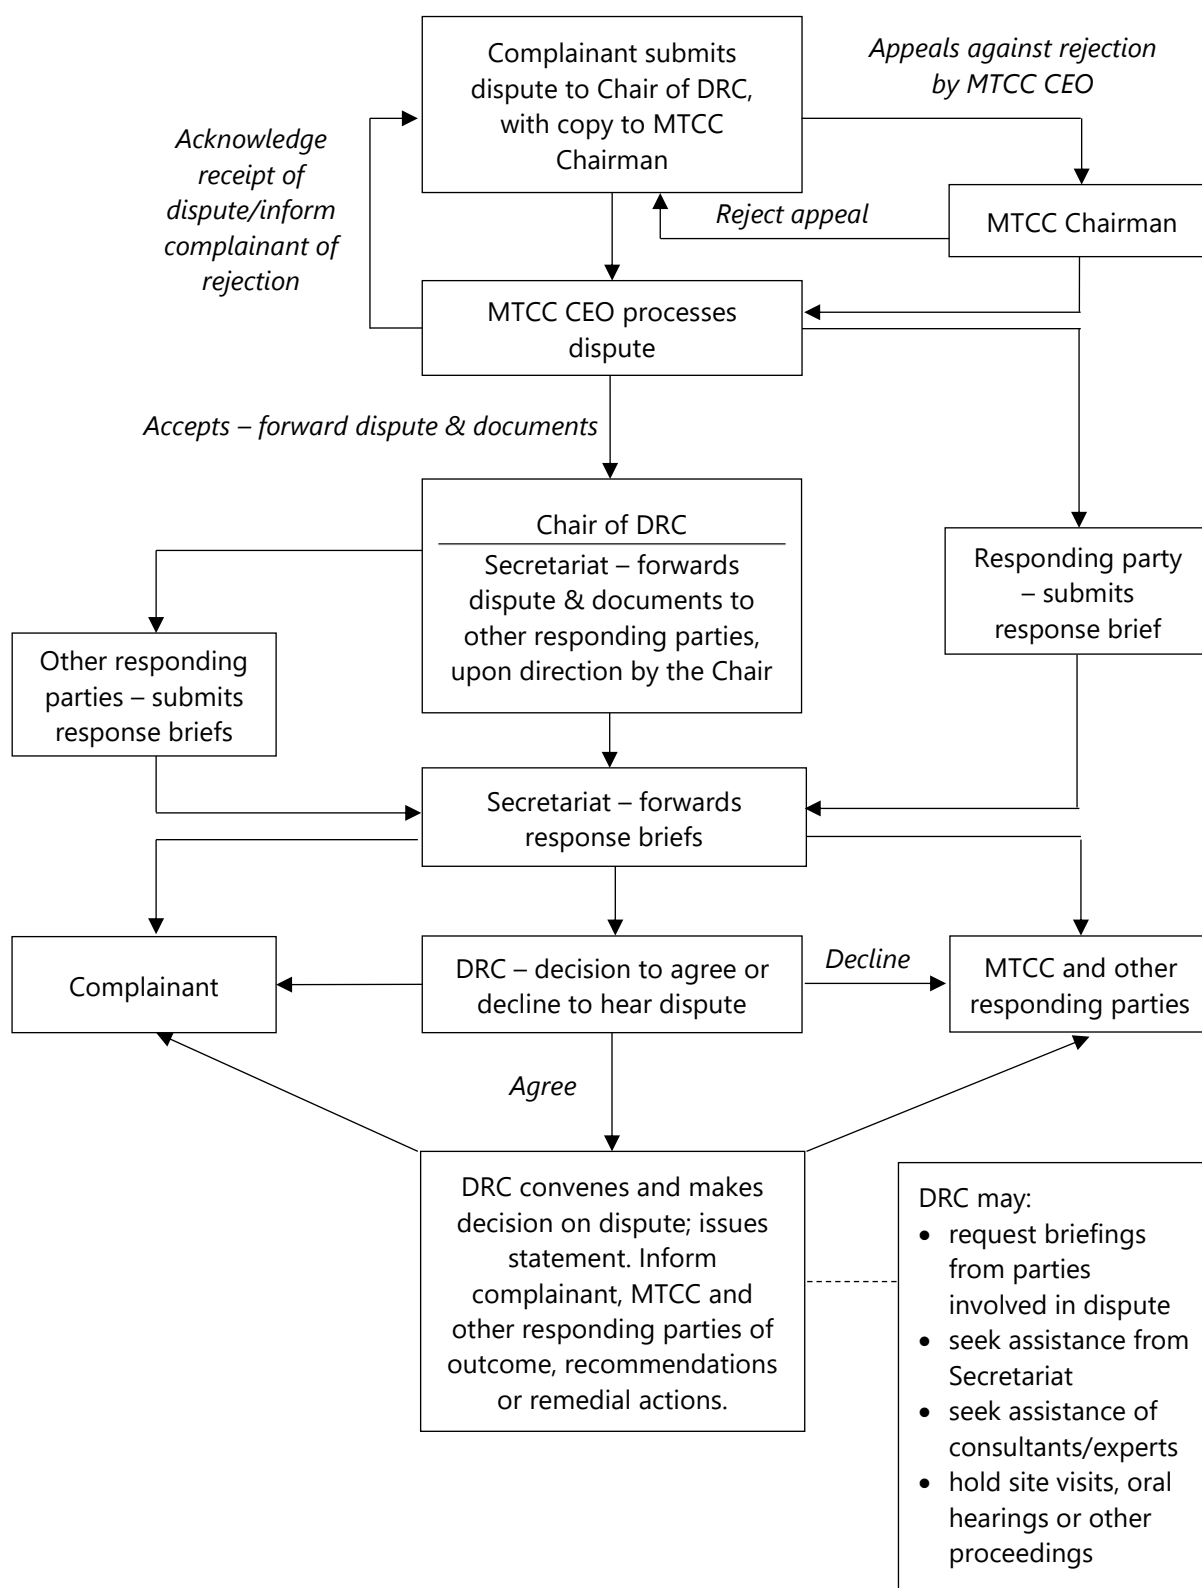 Complainant submits
dispute to Chair of DRC,
with copy to MTCC
Chairman
Appeals against rejection
by MTCC CEO
Acknowledge
receipt of
dispute/inform
complainant of
rejection
Reject appeal
MTCC Chairman
MTCC CEO processes
dispute
Accepts – forward dispute & documents
Chair of DRC
Secretariat – forwards
dispute & documents to
other responding parties,
upon direction by the Chair
Responding party
– submits
response brief
Other responding
parties – submits
response briefs
Secretariat – forwards
response briefs
Complainant
DRC – decision to agree or
decline to hear dispute
Decline
MTCC and other
responding parties
Agree
DRC convenes and makes
decision on dispute; issues
statement. Inform
complainant, MTCC and
other responding parties of
outcome, recommendations
or remedial actions.
DRC may:
• request briefings
from parties
involved in dispute
• seek assistance from
Secretariat
• seek assistance of
consultants/experts
• hold site visits, oral
hearings or other
proceedings